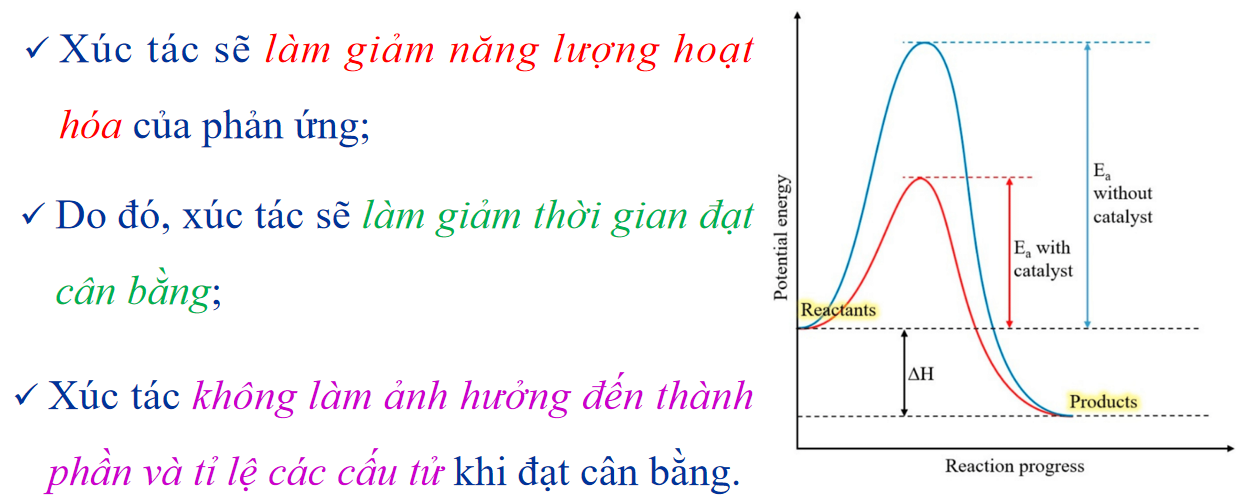 ✓ Xúc tác sẽ làm giảm năng lượng hoạt
hóa của phản ứng;
✓ Do đó, xúc tác sẽ làm giảm thời gian đạt
cân bằng;
✓ Xúc tác không làm ảnh hưởng đến thành
phần và tỉ lệ các cấu tử khi đạt cân bằng.
Potential energy
Ea
without
catalyst
Ea with
catalyst
Reactants
ΔH
Products
Reaction progress